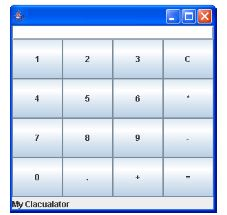 1 2 3 C
4 5 6 *
7 8 9 -
0 . + =
My Clacualator